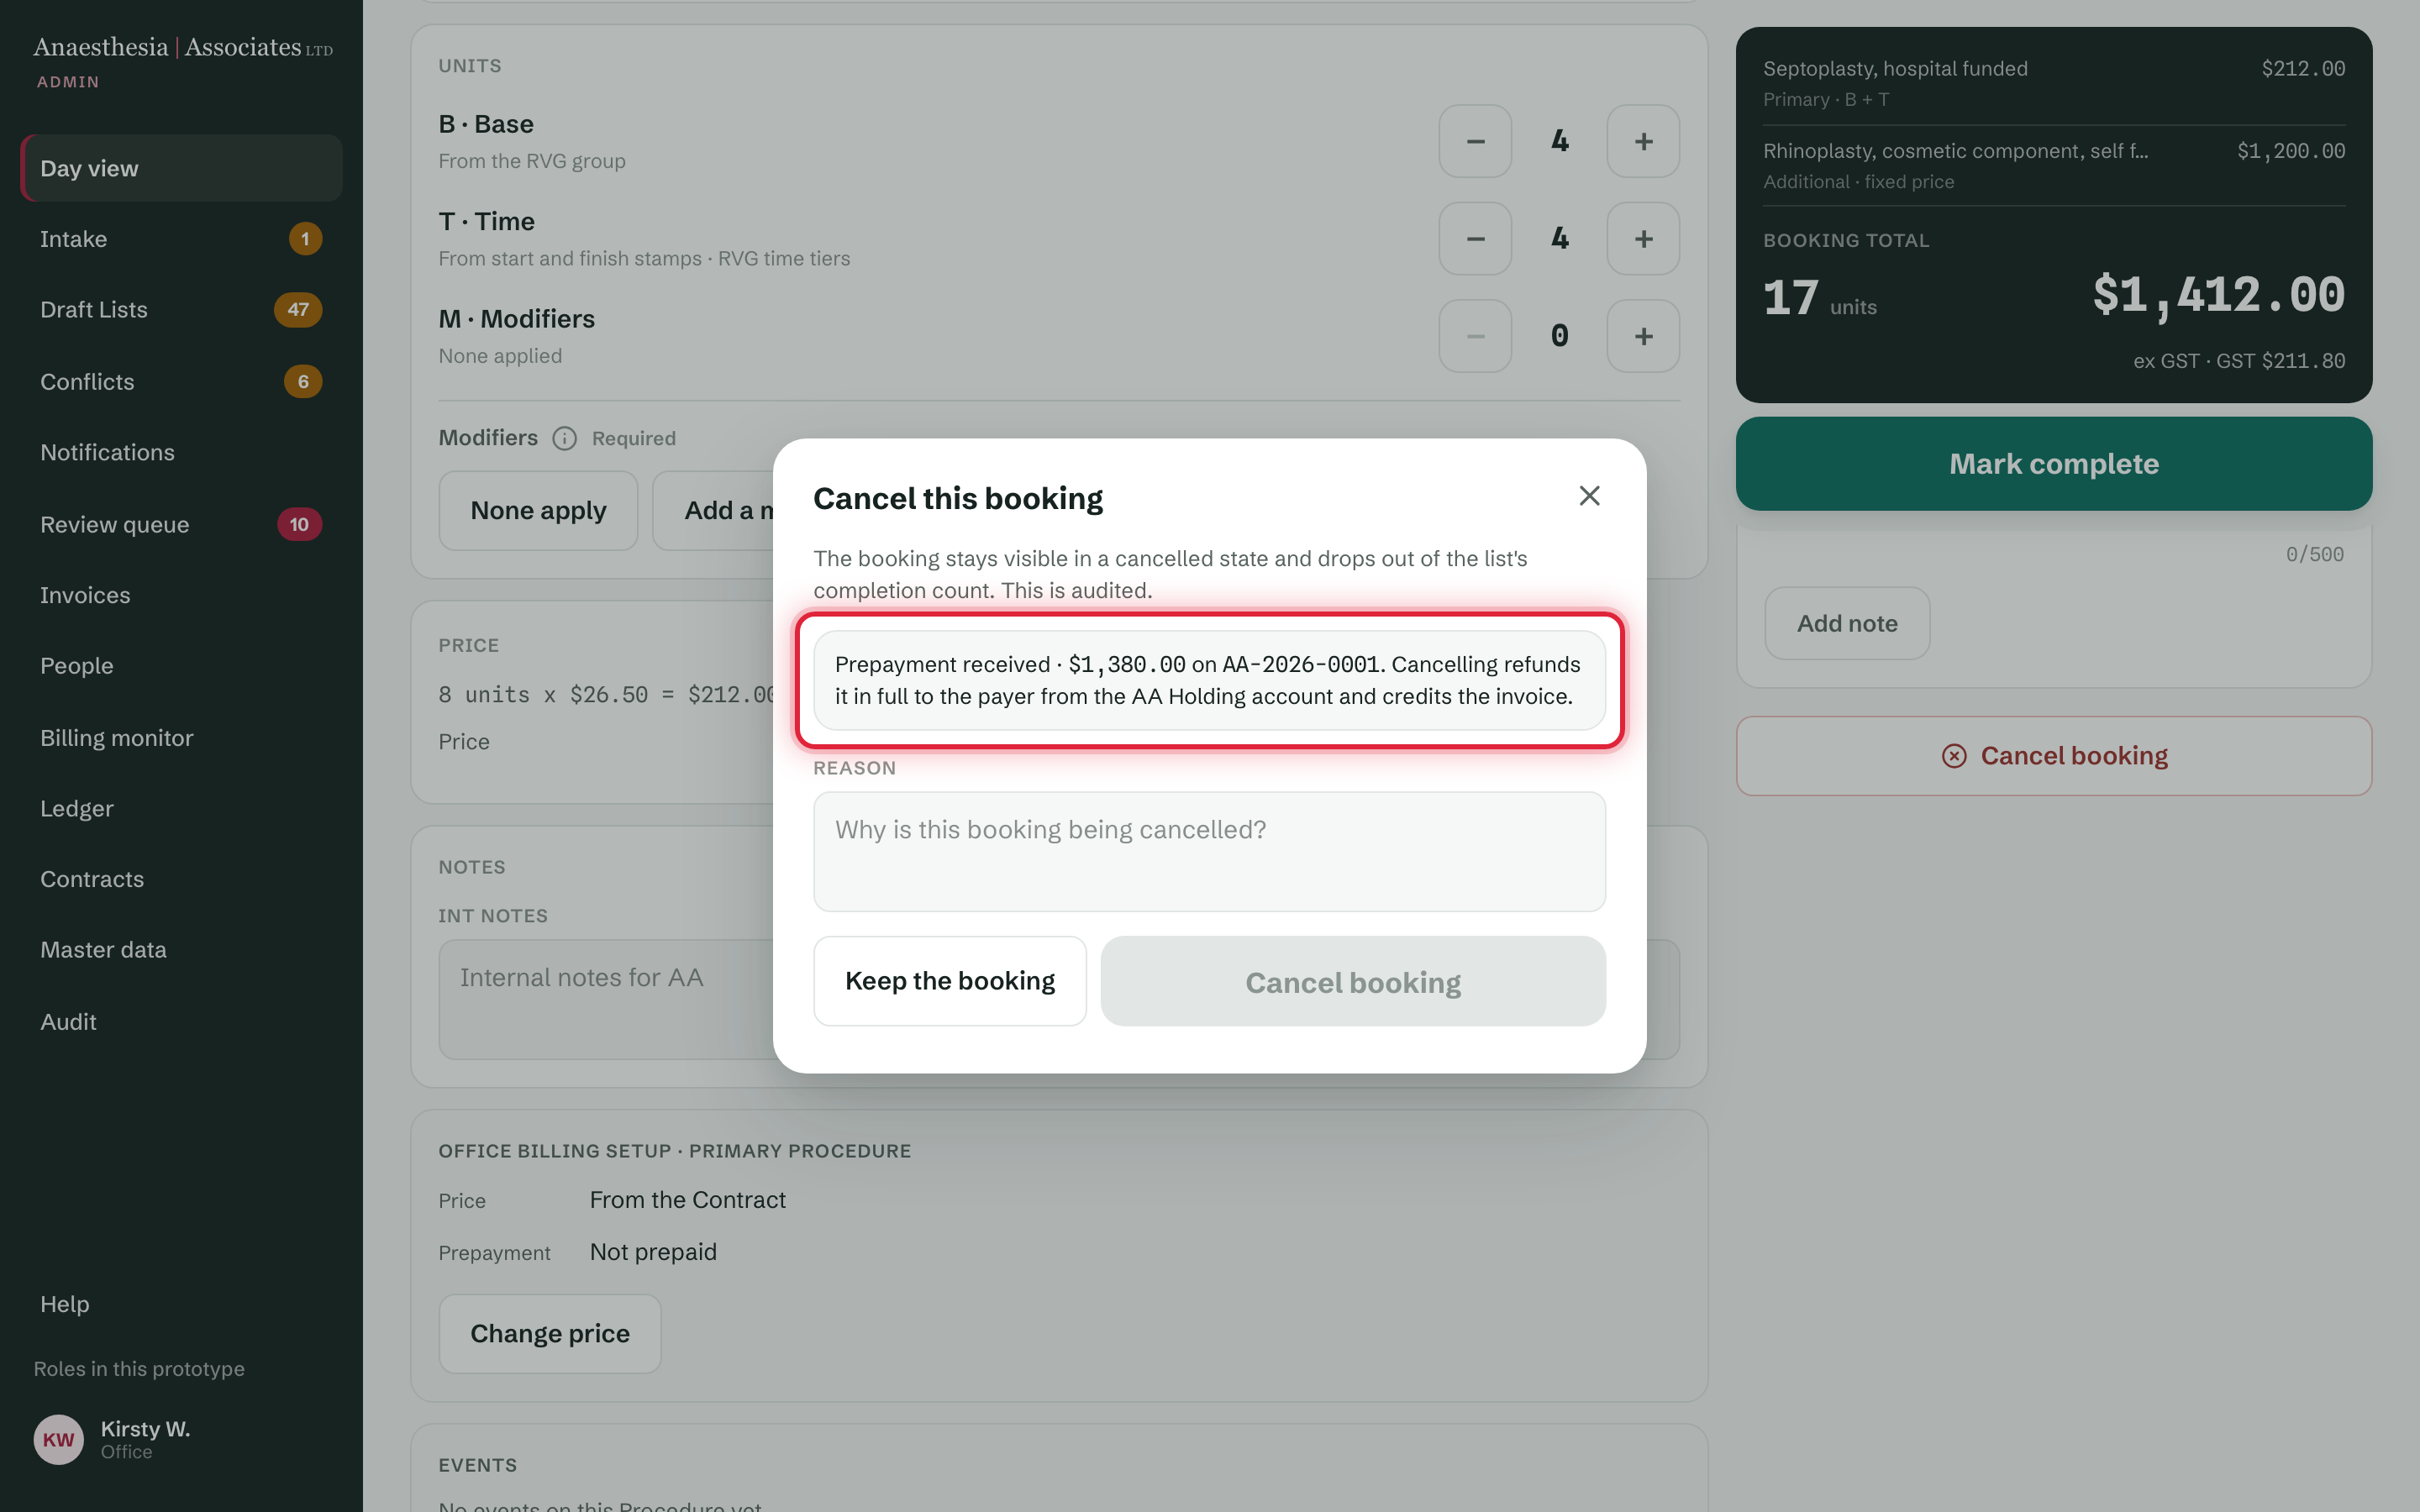 Anaesthesia | Associates LTD
ADMIN
Day view
Intake 1
Draft Lists 47
Conflicts 6
Notifications
Review queue 10
Invoices
People
Billing monitor
Ledger
Contracts
Master data
Audit
Help
Roles in this prototype
KW
Kirsty W.
Office
UNITS
B · Base
From the RVG group
− 4 +
T · Time
From start and finish stamps · RVG time tiers
− 4 +
M · Modifiers
None applied
− 0 +
Modifiers Required
None apply
Add a m
PRICE
8 units x $26.50 = $212.00
Price
NOTES
INT NOTES
Internal notes for AA
OFFICE BILLING SETUP · PRIMARY PROCEDURE
Price From the Contract
Prepayment Not prepaid
Change price
EVENTS
No events on this Procedure yet
Cancel this booking
The booking stays visible in a cancelled state and drops out of the list's
completion count. This is audited.
Prepayment received · $1,380.00 on AA-2026-0001. Cancelling refunds
it in full to the payer from the AA Holding account and credits the invoice.
REASON
Why is this booking being cancelled?
Keep the booking
Cancel booking
Septoplasty, hospital funded $212.00
Primary · B + T
Rhinoplasty, cosmetic component, self f… $1,200.00
Additional · fixed price
BOOKING TOTAL
17 units $1,412.00
ex GST · GST $211.80
Mark complete
0/500
Add note
Cancel booking